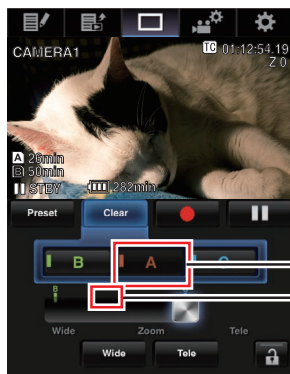 CAMERA1
TC 01:12:54.19
Z 0
A 26min
B 50min
STBY 282min
Preset Clear
B A C
B
Wide Zoom Tele
Wide Tele